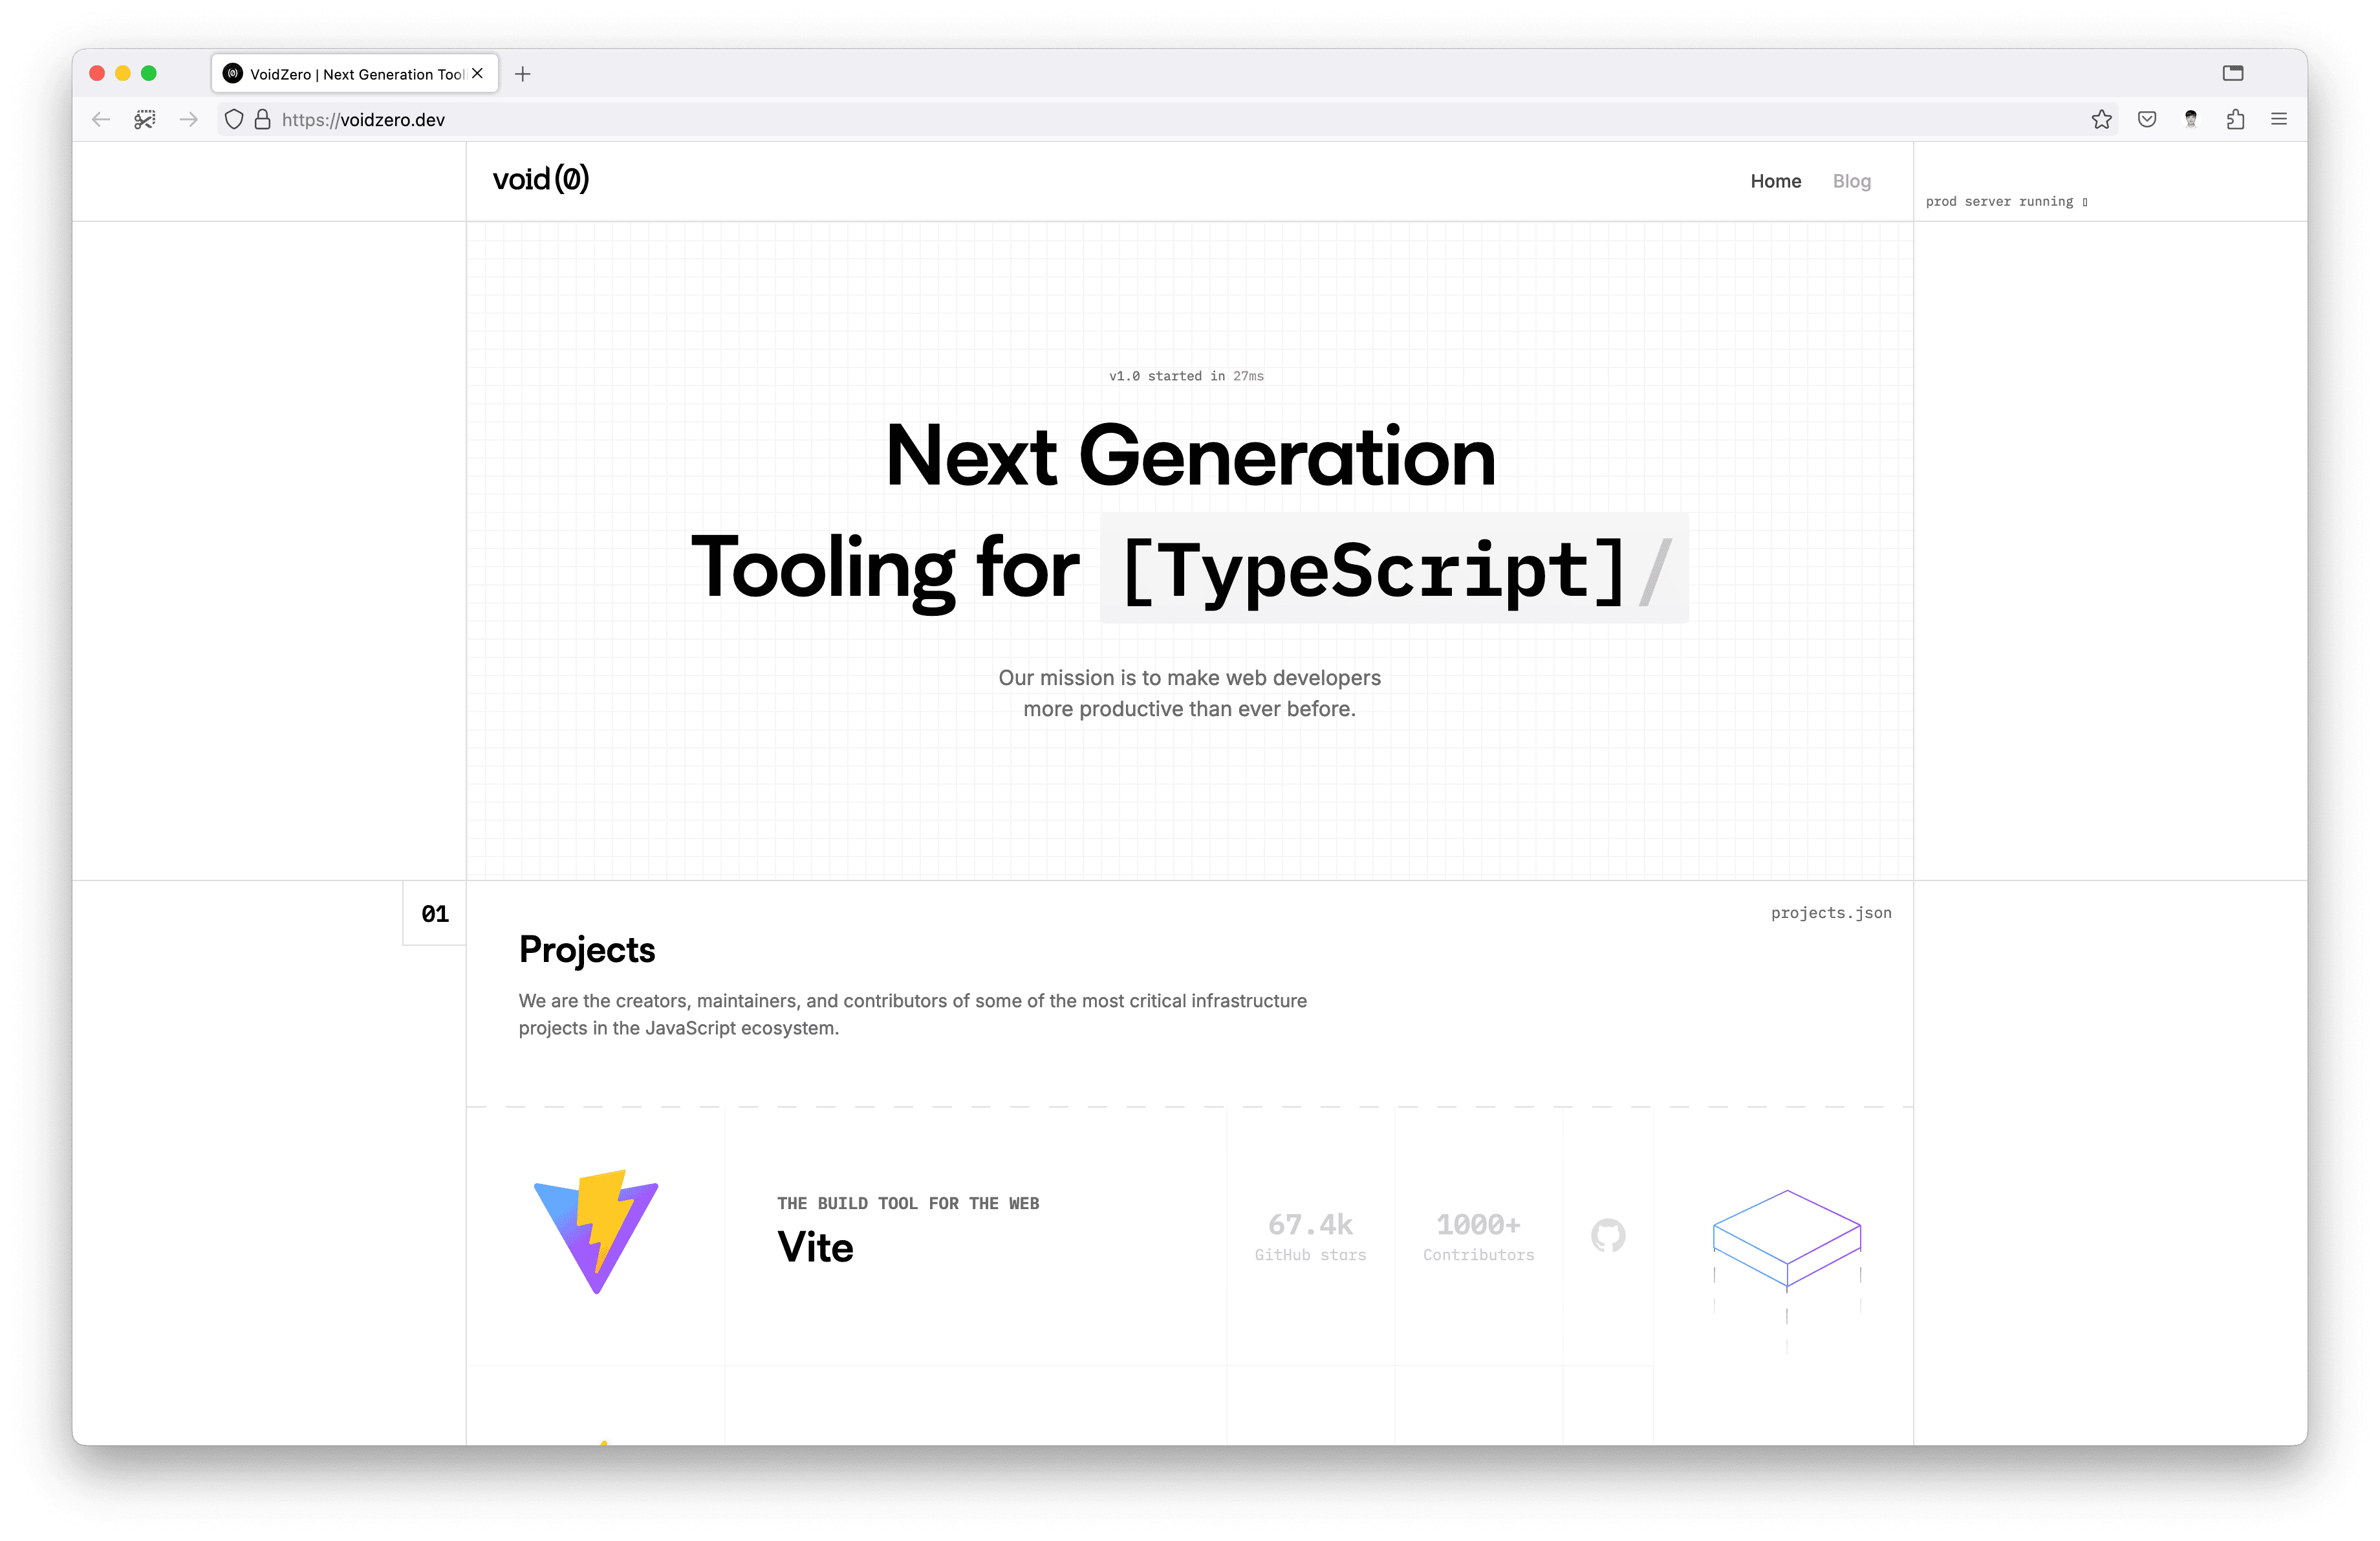 VoidZero | Next Generation Tool
https://voidzero.dev
void(0)
Home
Blog
prod server running ▯
v1.0 started in 27ms
Next Generation
Tooling for [TypeScript]/
Our mission is to make web developers
more productive than ever before.
01
projects.json
Projects
We are the creators, maintainers, and contributors of some of the most critical infrastructure
projects in the JavaScript ecosystem.
THE BUILD TOOL FOR THE WEB
Vite
67.4k
GitHub stars
1000+
Contributors